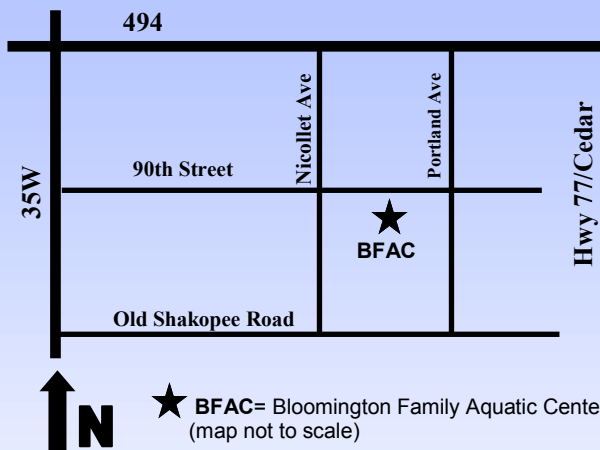 494
Nicollet Ave
Portland Ave
Hwy 77/Cedar
35W
90th Street
BFAC
Old Shakopee Road
BFAC= Bloomington Family Aquatic Cente
(map not to scale)
N